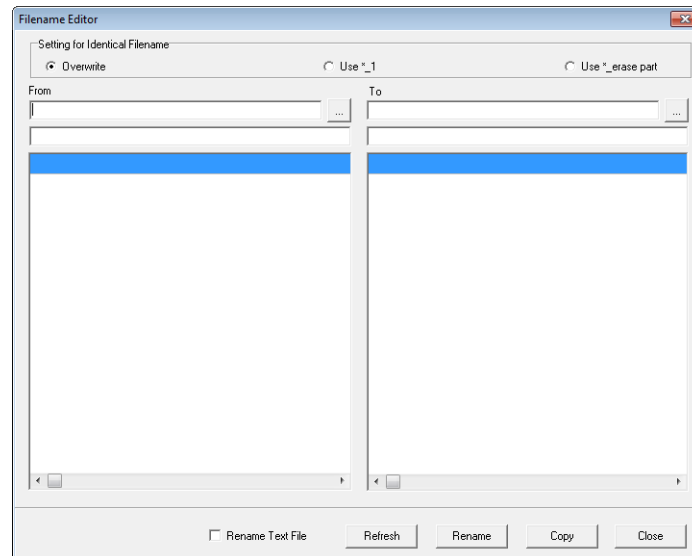 Filename Editor
Setting for Identical Filename
Overwrite
Use *_1
Use *_erase part
From
To
...
...
Rename Text File
Refresh
Rename
Copy
Close